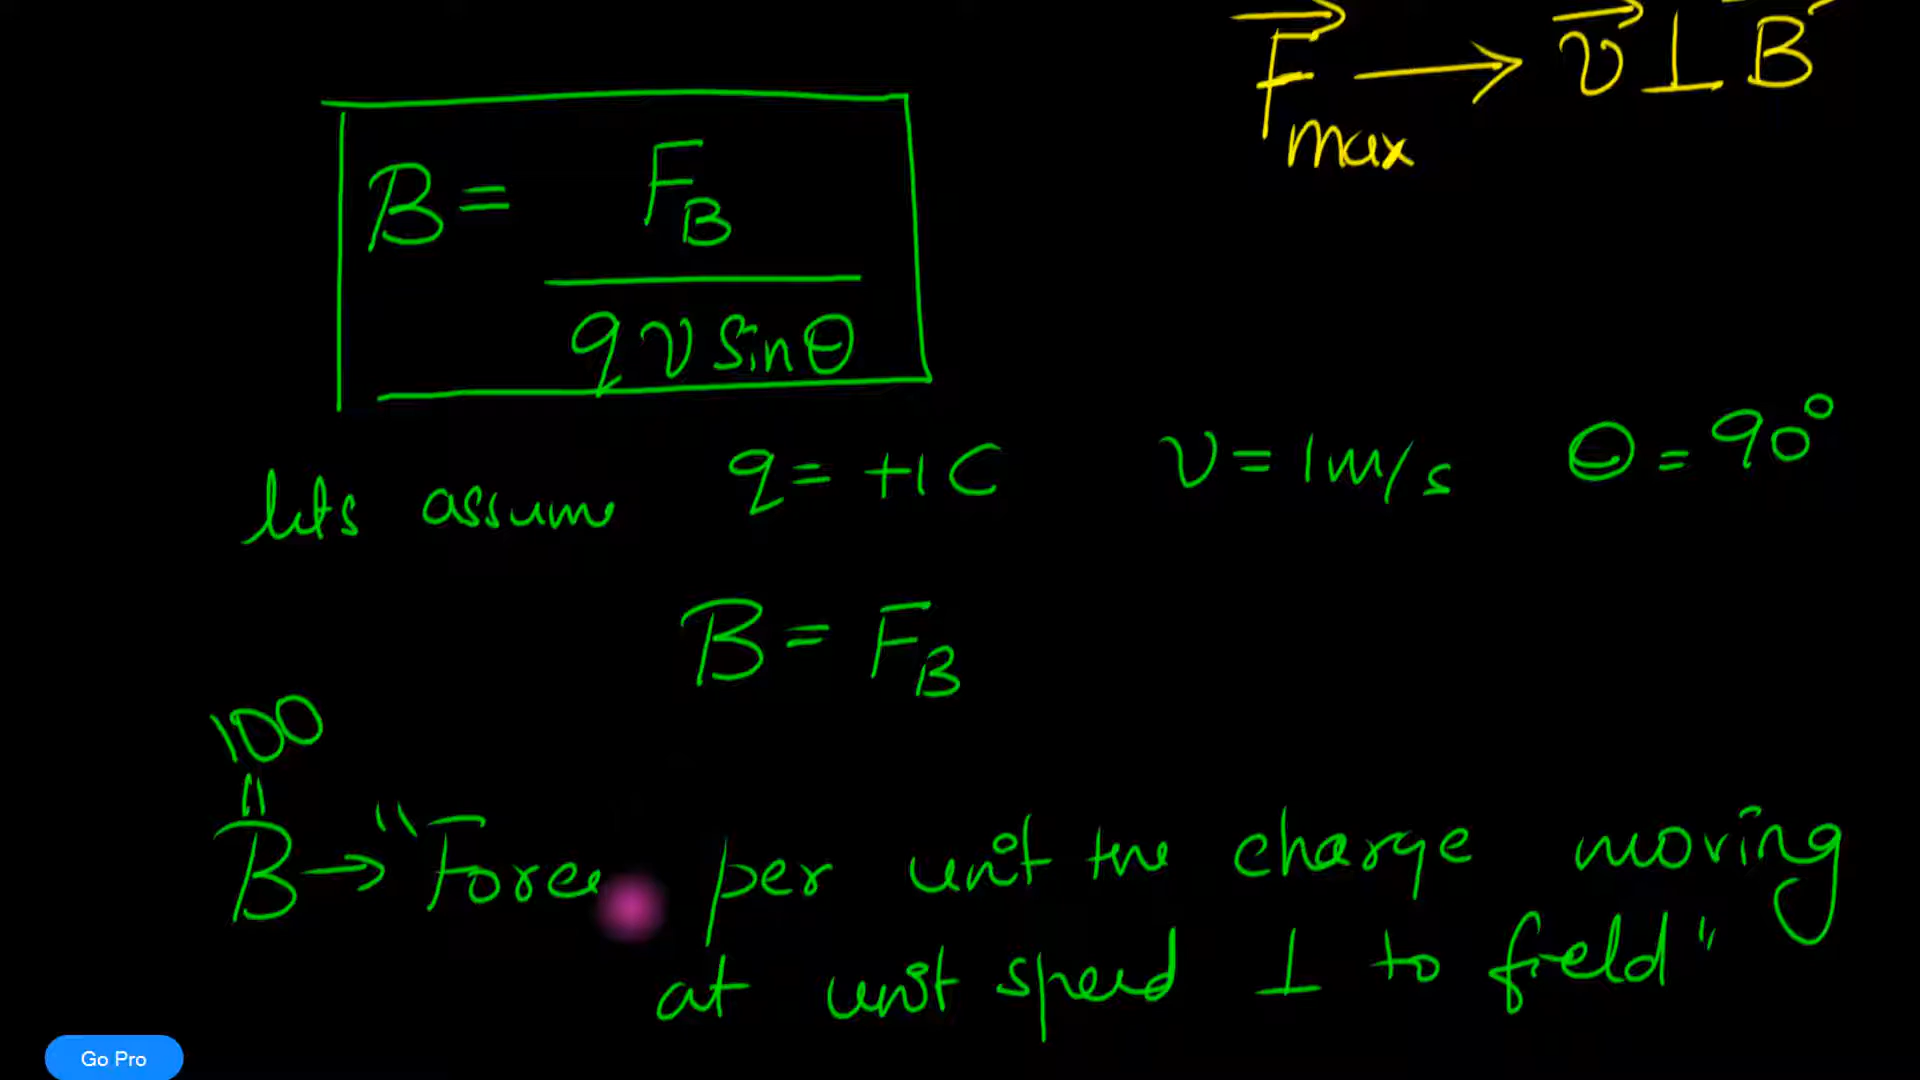 F⃗max → v⃗ ⊥ B⃗
B = F_B / qv sinθ
lets assume q = +1C v = 1m/s θ = 90°
B = F_B
100
=
B → "Force per unit +ve charge moving
at unit speed ⊥ to field"
Go Pro